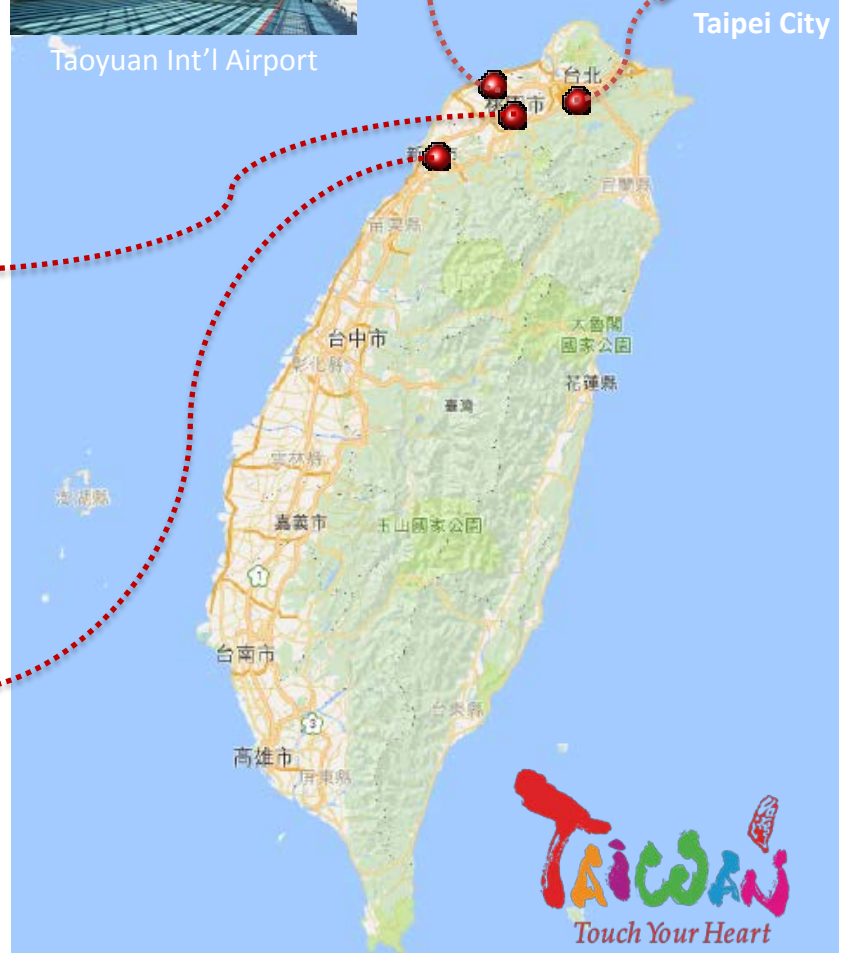 Taipei City
Taoyuan Int'l Airport
台北
市
宜蘭縣
苗栗縣
台中市
彰化縣
太魯閣
國家公園
花蓮縣
臺灣
雲林縣
澎湖縣
嘉義市
玉山國家公園
1
台南市
台東縣
3
高雄市
屏東縣
TAIWAN
Touch Your Heart